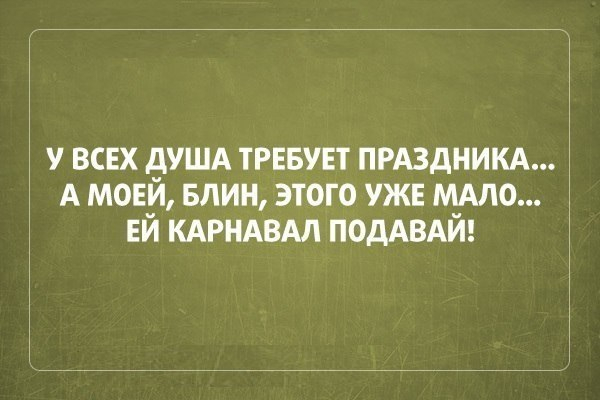 У ВСЕХ ДУША ТРЕБУЕТ ПРАЗДНИКА...
А МОЕЙ, БЛИН, ЭТОГО УЖЕ МАЛО...
ЕЙ КАРНАВАЛ ПОДАВАЙ!